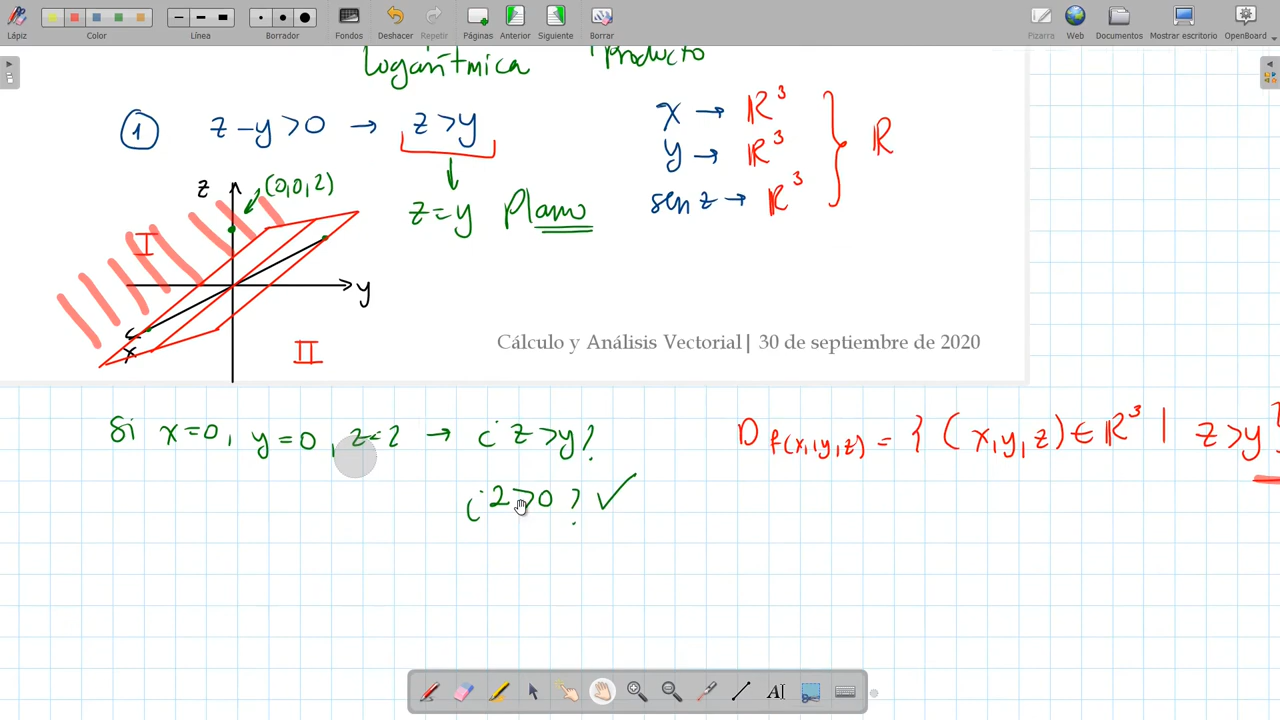 Lápiz Color Línea Borrador Fondos Deshacer Repetir Páginas Anterior Siguiente Borrar Pizarra Web Documentos Mostrar escritorio OpenBoard
logarítmica Producto
① z-y>0 → z>y
x → ℝ³
y → ℝ³
sen z → ℝ³
} ℝ
z=y Plano
z (0,0,2)
I
y
x
II
Cálculo y Análisis Vectorial| 30 de septiembre de 2020
Si x=0, y=0, z=2 → ¿z>y?
¿2>0? ✓
D f(x,y,z) = { (x,y,z) ∈ ℝ³ | z>y }
AI